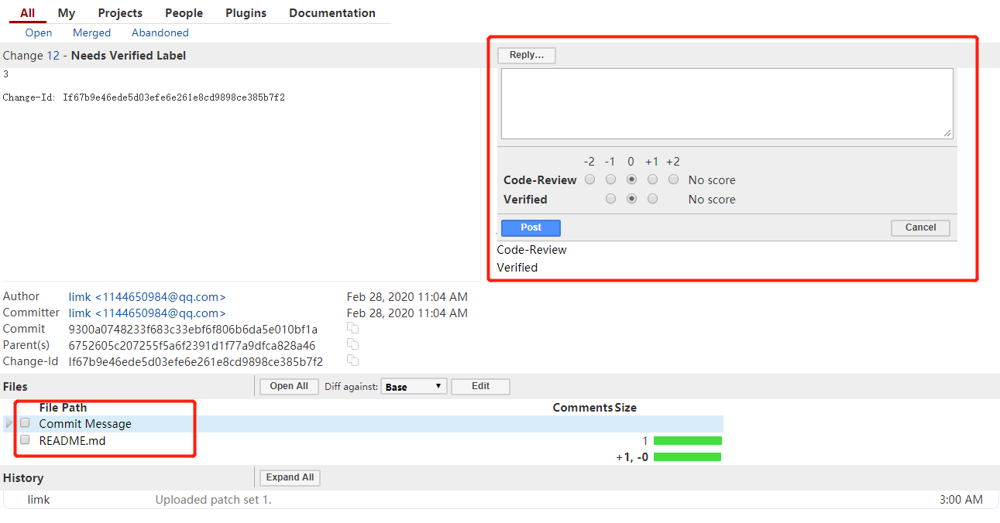 All My Projects People Plugins Documentation
Open Merged Abandoned
Change 12 - Needs Verified Label
Reply...
3
Change-Id: If67b9e46ede5d03efe6e261e8cd9898ce385b7f2
-2 -1 0 +1 +2
Code-Review No score
Verified No score
Post Cancel
Code-Review
Verified
Author limk <1144650984@qq.com> Feb 28, 2020 11:04 AM
Committer limk <1144650984@qq.com> Feb 28, 2020 11:04 AM
Commit 9300a0748233f683c33ebf6f806b6da5e010bf1a
Parent(s) 6752605c207255f5a6f2391d1f77a9dfca828a46
Change-Id If67b9e46ede5d03efe6e261e8cd9898ce385b7f2
Files Open All Diff against: Base Edit
File Path Comments Size
Commit Message
README.md 1
+1, -0
History Expand All
limk Uploaded patch set 1. 3:00 AM